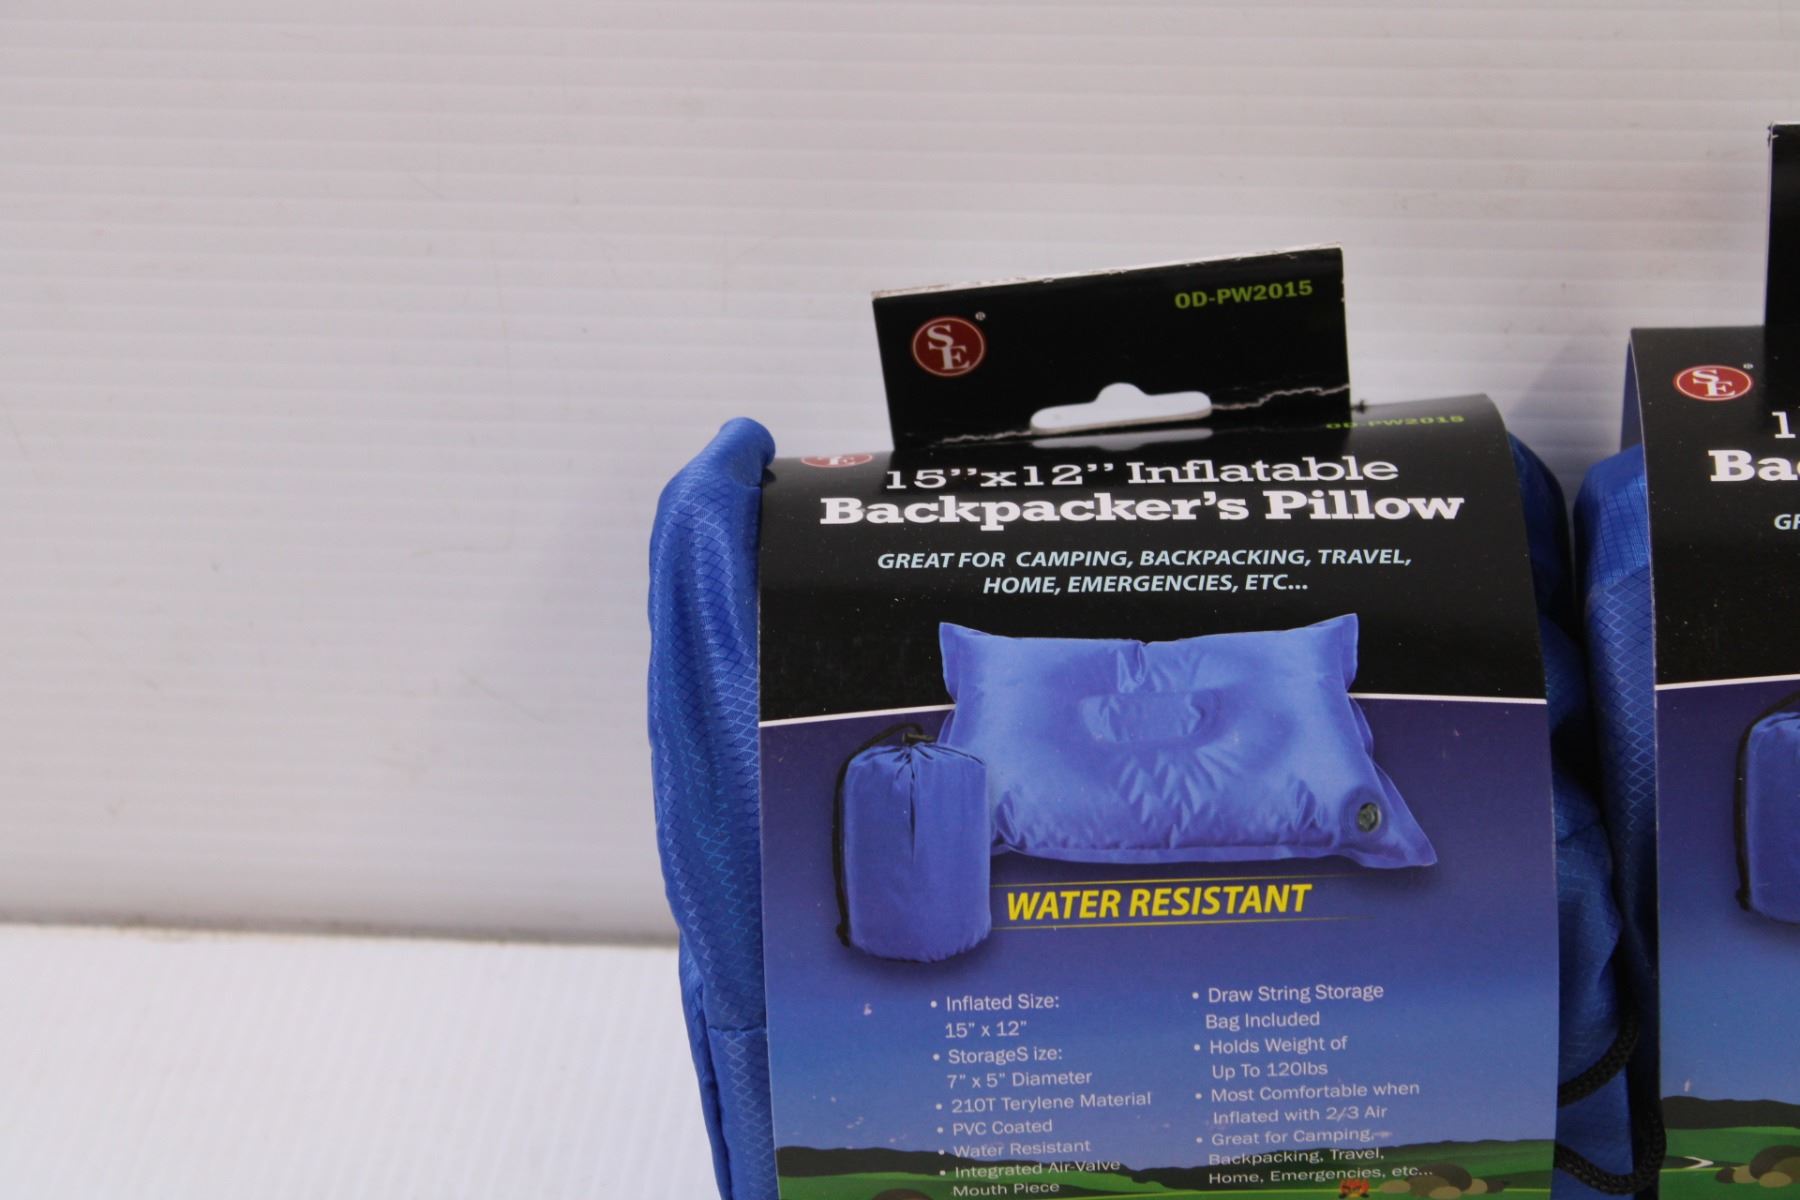 OD-PW2015
SE®
OD-PW2015
SE
15”x12” Inflatable
Backpacker’s Pillow
GREAT FOR CAMPING, BACKPACKING, TRAVEL,
HOME, EMERGENCIES, ETC...
WATER RESISTANT
• Inflated Size:
15” x 12”
• StorageS ize:
7” x 5” Diameter
• 210T Terylene Material
• PVC Coated
• Water Resistant
• Integrated Air-Valve
Mouth Piece
• Draw String Storage
Bag Included
• Holds Weight of
Up To 120lbs
• Most Comfortable when
Inflated with 2/3 Air
• Great for Camping,
Backpacking, Travel,
Home, Emergencies, etc...
SE®